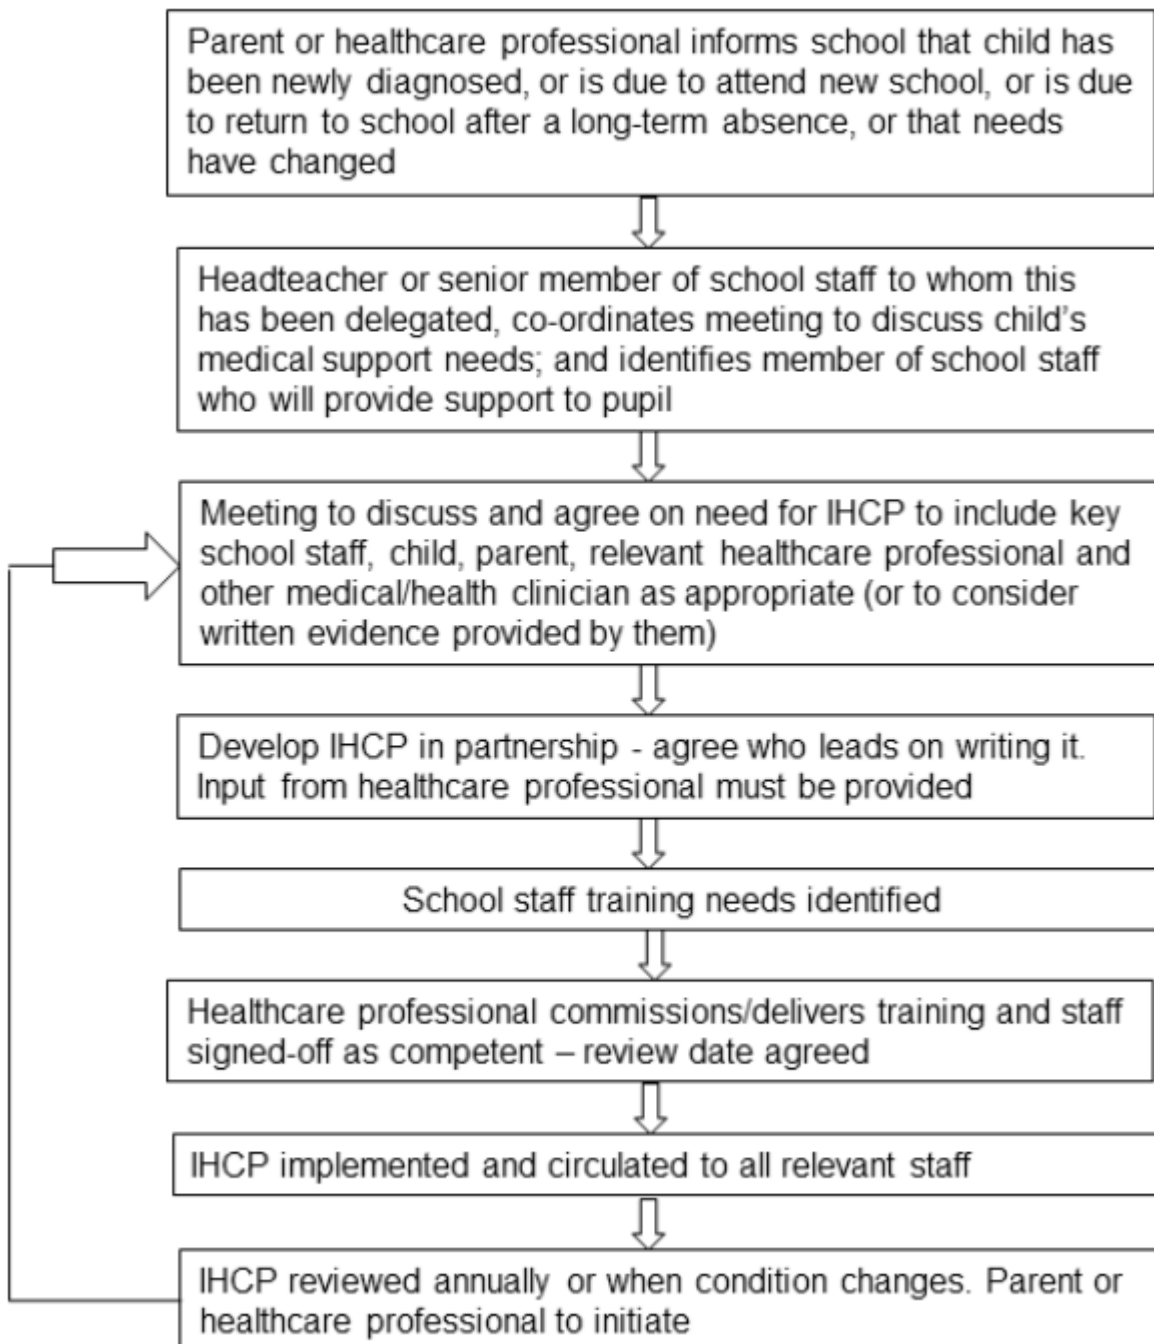 Parent or healthcare professional informs school that child has
been newly diagnosed, or is due to attend new school, or is due
to return to school after a long-term absence, or that needs
have changed
Headteacher or senior member of school staff to whom this
has been delegated, co-ordinates meeting to discuss child's
medical support needs; and identifies member of school staff
who will provide support to pupil
Meeting to discuss and agree on need for IHCP to include key
school staff, child, parent, relevant healthcare professional and
other medical/health clinician as appropriate (or to consider
written evidence provided by them)
Develop IHCP in partnership - agree who leads on writing it.
Input from healthcare professional must be provided
School staff training needs identified
Healthcare professional commissions/delivers training and staff
signed-off as competent – review date agreed
IHCP implemented and circulated to all relevant staff
IHCP reviewed annually or when condition changes. Parent or
healthcare professional to initiate